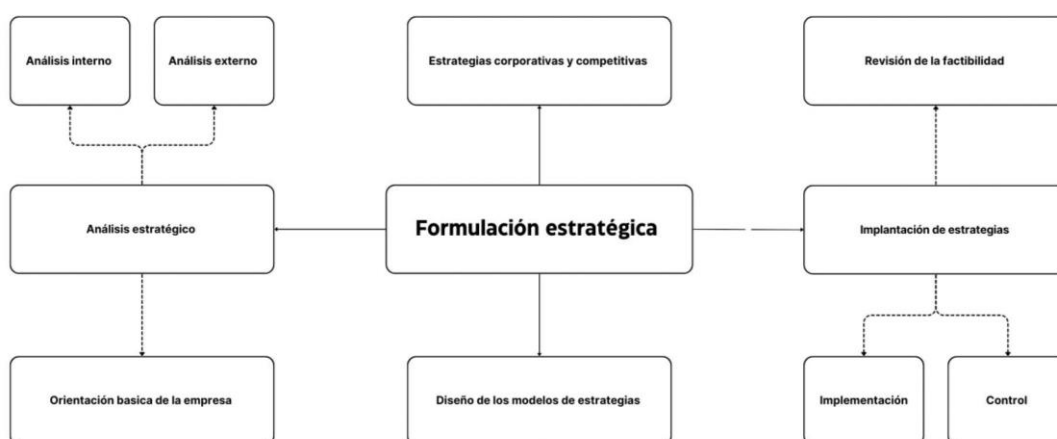 Análisis interno
Análisis externo
Estrategias corporativas y competitivas
Revisión de la factibilidad
Análisis estratégico
Formulación estratégica
Implantación de estrategias
Orientación basica de la empresa
Diseño de los modelos de estrategias
Implementación
Control